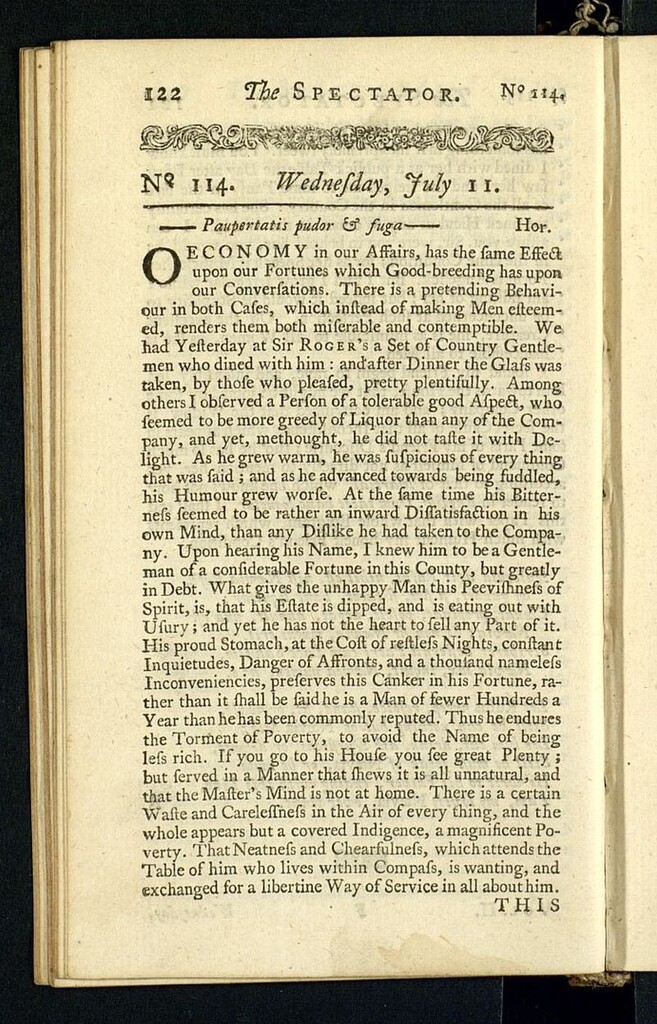 122 The SPECTATOR. Nº 114.
Nº 114. Wedneſday, July 11.
—— Paupertatis pudor & fuga—— Hor.
OECONOMY in our Affairs, has the ſame Effect
upon our Fortunes which Good-breeding has upon
our Converſations. There is a pretending Behavi-
our in both Caſes, which inſtead of making Men eſteem-
ed, renders them both miſerable and contemptible. We
had Yeſterday at Sir ROGER's a Set of Country Gentle-
men who dined with him : and after Dinner the Glaſs was
taken, by thoſe who pleaſed, pretty plentifully. Among
others I obſerved a Perſon of a tolerable good Aſpect, who
ſeemed to be more greedy of Liquor than any of the Com-
pany, and yet, methought, he did not taſte it with De-
light. As he grew warm, he was ſuſpicious of every thing
that was ſaid ; and as he advanced towards being fuddled,
his Humour grew worſe. At the ſame time his Bitter-
neſs ſeemed to be rather an inward Diſſatisfaction in his
own Mind, than any Diſlike he had taken to the Compa-
ny. Upon hearing his Name, I knew him to be a Gentle-
man of a conſiderable Fortune in this County, but greatly
in Debt. What gives the unhappy Man this Peeviſhneſs of
Spirit, is, that his Eſtate is dipped, and is eating out with
Uſury ; and yet he has not the heart to ſell any Part of it.
His proud Stomach, at the Coſt of reſtleſs Nights, conſtant
Inquietudes, Danger of Affronts, and a thouſand nameleſs
Inconveniencies, preſerves this Canker in his Fortune, ra-
ther than it ſhall be ſaid he is a Man of fewer Hundreds a
Year than he has been commonly reputed. Thus he endures
the Torment of Poverty, to avoid the Name of being
leſs rich. If you go to his Houſe you ſee great Plenty ;
but ſerved in a Manner that ſhews it is all unnatural, and
that the Maſter's Mind is not at home. There is a certain
Waſte and Careleſſneſs in the Air of every thing, and the
whole appears but a covered Indigence, a magnificent Po-
verty. That Neatneſs and Chearfulneſs, which attends the
Table of him who lives within Compaſs, is wanting, and
exchanged for a libertine Way of Service in all about him.
THIS